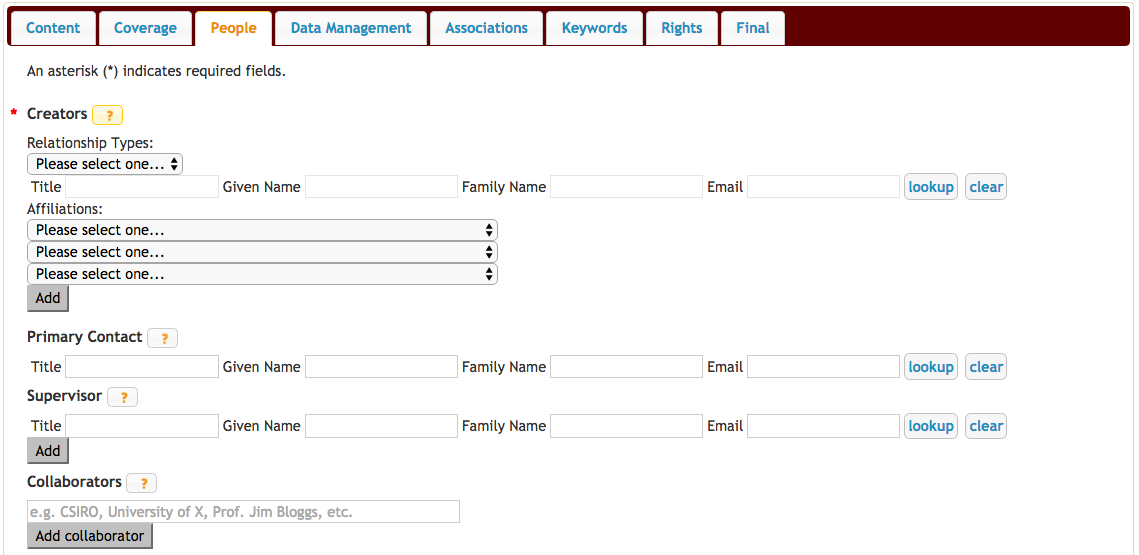 Content Coverage People Data Management Associations Keywords Rights Final
An asterisk (*) indicates required fields.
* Creators ?
Relationship Types:
Please select one...
Title Given Name Family Name Email lookup clear
Affiliations:
Please select one...
Please select one...
Please select one...
Add
Primary Contact ?
Title Given Name Family Name Email lookup clear
Supervisor ?
Title Given Name Family Name Email lookup clear
Add
Collaborators ?
e.g. CSIRO, University of X, Prof. Jim Bloggs, etc.
Add collaborator